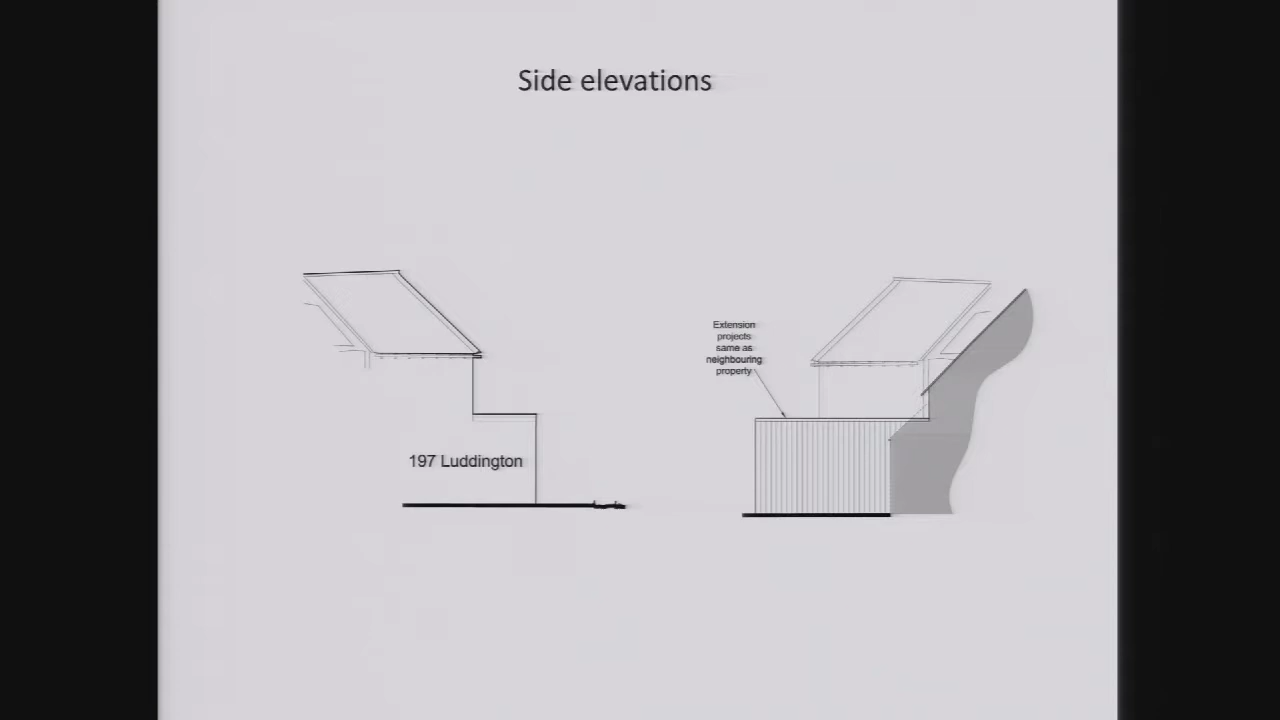 Side elevations
Extension
projects
same as
neighbouring
property
197 Luddington